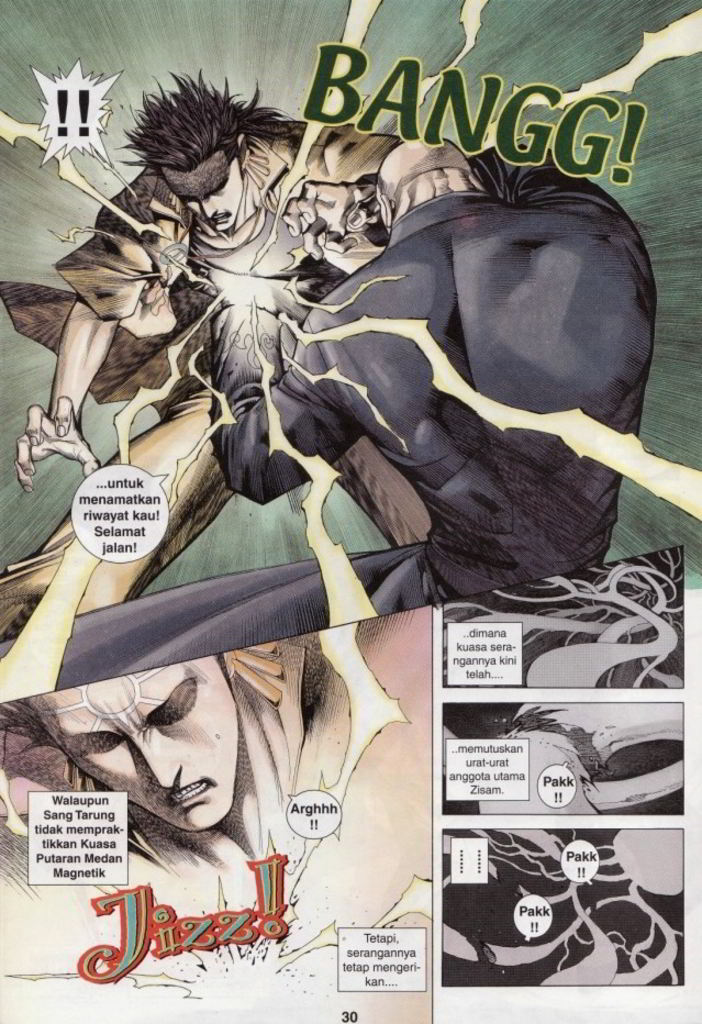 !!
BANGG!
...untuk
menamatkan
riwayat kau!
Selamat
jalan!
Walaupun
Sang Tarung
tidak memprak-
tikkan Kuasa
Putaran Medan
Magnetik
Arghhh
!!
Jizz!
Tetapi,
serangannya
tetap mengeri-
kan....
..dimana
kuasa sera-
ngannya kini
telah....
..memutuskan
urat-urat
anggota utama
Zisam.
Pakk
!!
Pakk
!!
Pakk
!!
30